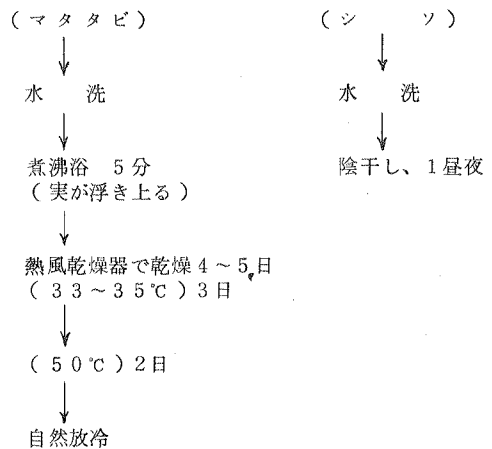 (マタタビ)
水 洗
煮沸浴 5分
(実が浮き上る)
熱風乾燥器で乾燥4～5日
(33～35℃)3日
(50℃)2日
自然放冷
(シ ソ)
水 洗
陰干し、1昼夜